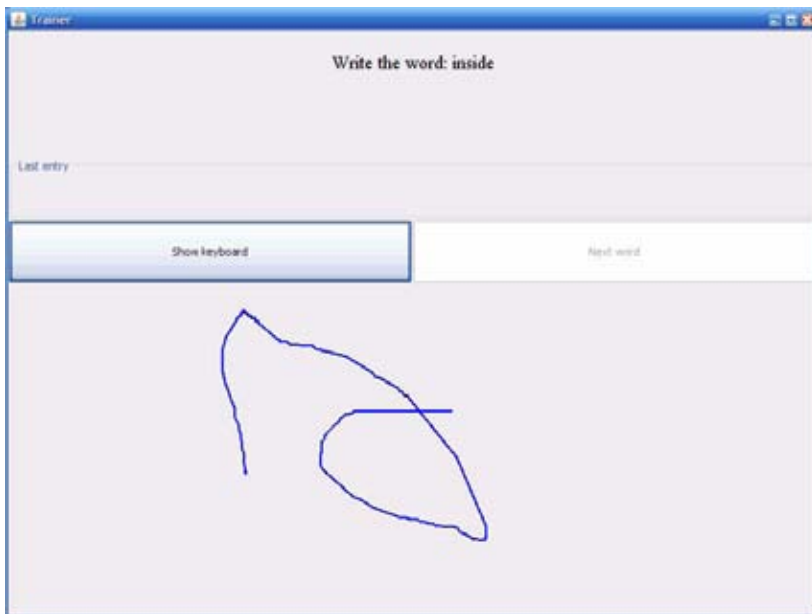 Trainer
Write the word: inside
Last entry
Show keyboard
Next word